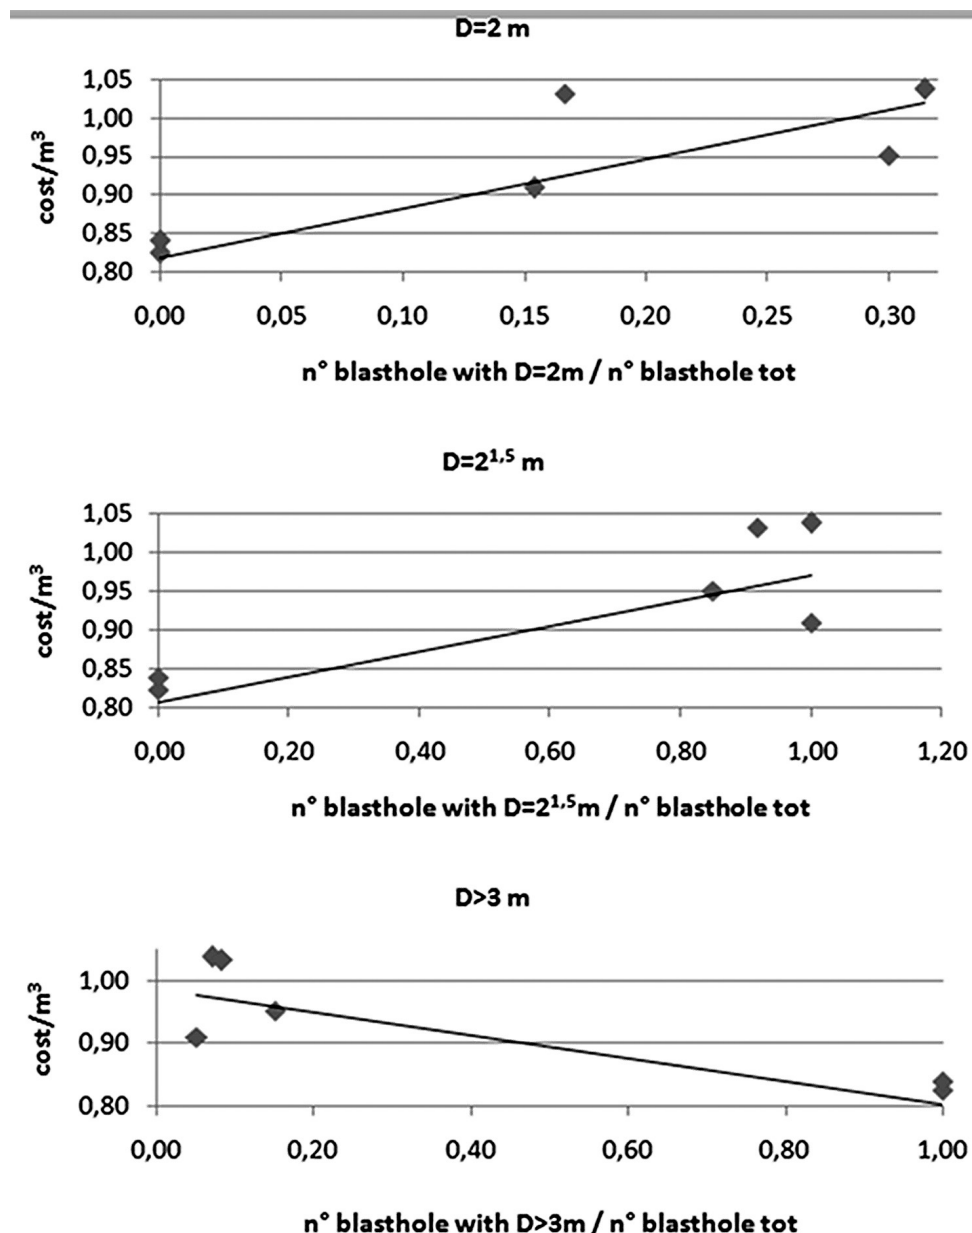 D=2 m
1,05
1,00
0,95
0,90
0,85
0,80
cost/m³
0,00 0,05 0,10 0,15 0,20 0,25 0,30
n° blasthole with D=2m / n° blasthole tot
D=2¹,⁵ m
1,05
1,00
0,95
0,90
0,85
0,80
cost/m³
0,00 0,20 0,40 0,60 0,80 1,00 1,20
n° blasthole with D=2¹,⁵m / n° blasthole tot
D>3 m
1,00
0,90
0,80
cost/m³
0,00 0,20 0,40 0,60 0,80 1,00
n° blasthole with D>3m / n° blasthole tot